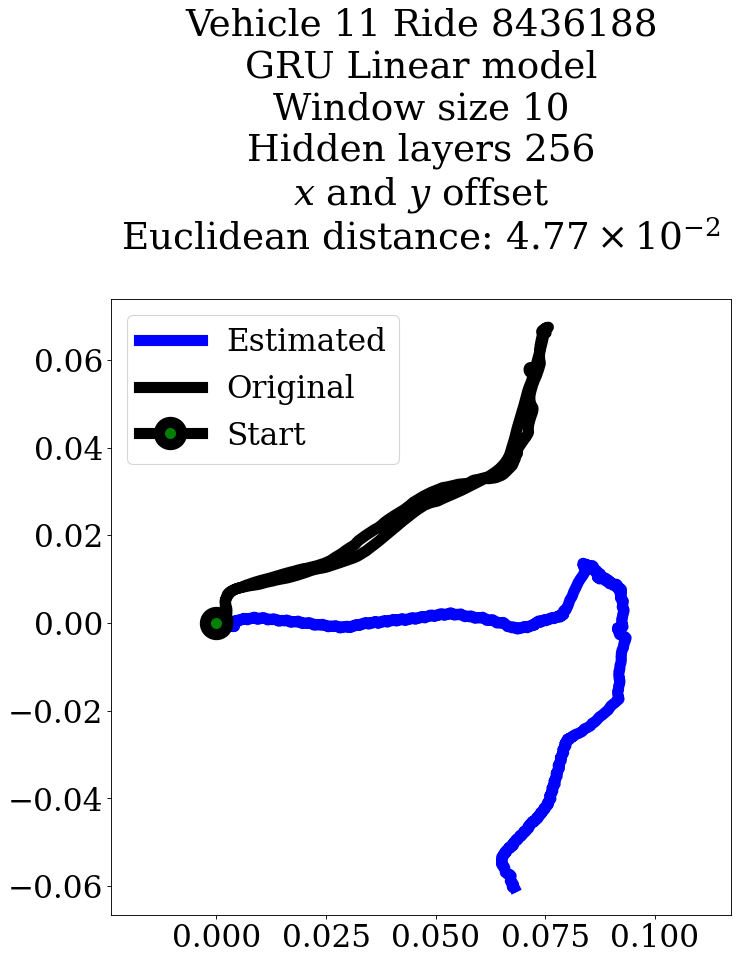 Vehicle 11 Ride 8436188
GRU Linear model
Window size 10
Hidden layers 256
x and y offset
Euclidean distance: 4.77 × 10⁻²
Estimated
Original
Start
0.06
0.04
0.02
0.00
−0.02
−0.04
−0.06
0.000 0.025 0.050 0.075 0.100